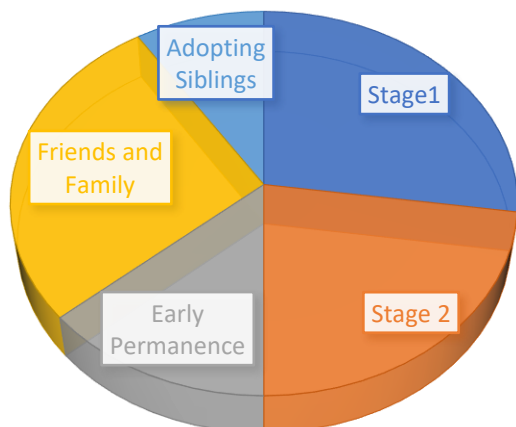 Adopting
Siblings
Stage1
Friends and
Family
Early
Permanence
Stage 2